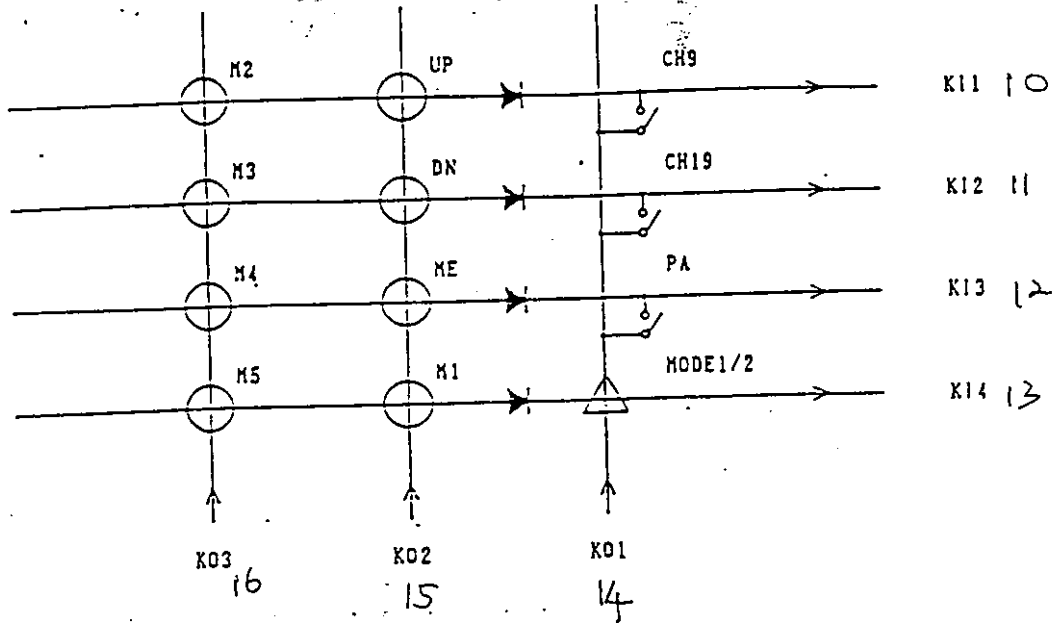 M2 UP CH9 KI1 10
M3 DN CH19 KI2 11
M4 ME PA KI3 12
M5 M1 MODE1/2 KI4 13
KO3 KO2 KO1
16 15 14